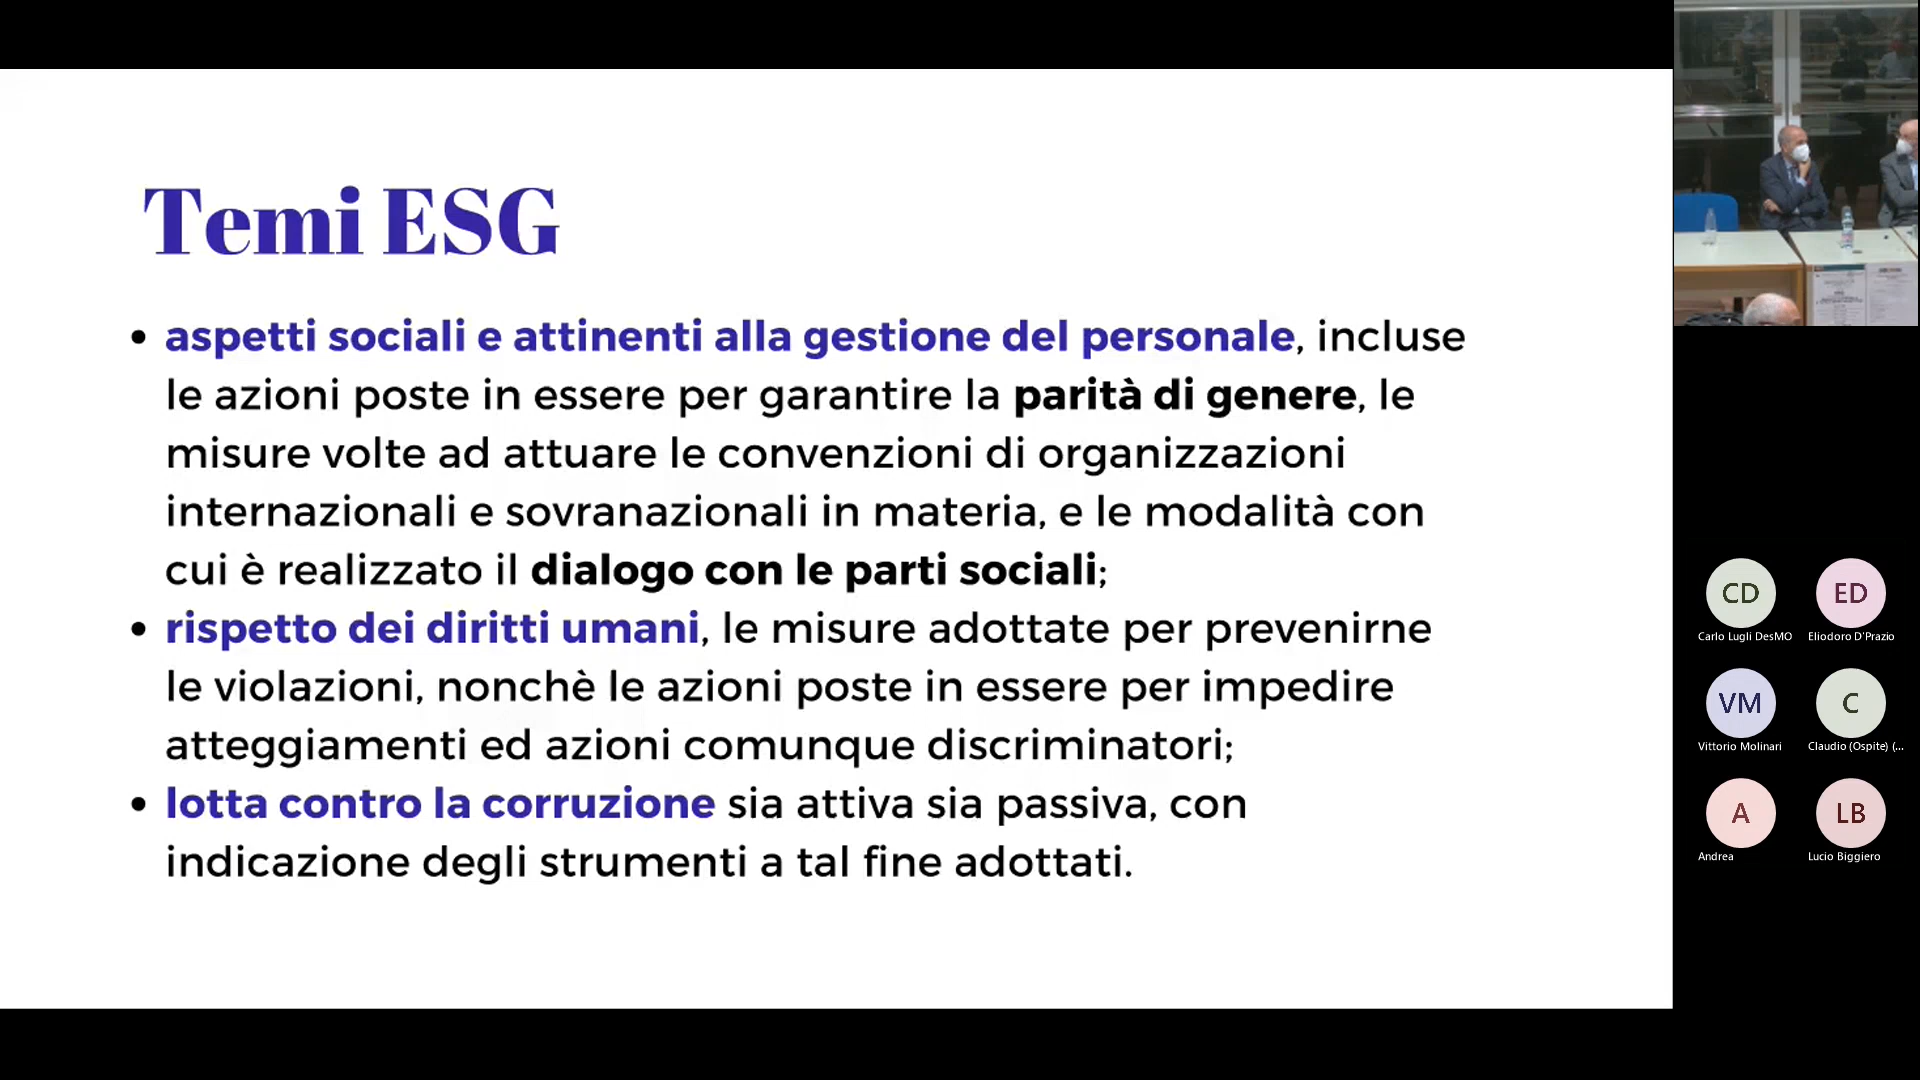 Temi ESG
• aspetti sociali e attinenti alla gestione del personale, incluse
le azioni poste in essere per garantire la parità di genere, le
misure volte ad attuare le convenzioni di organizzazioni
internazionali e sovranazionali in materia, e le modalità con
cui è realizzato il dialogo con le parti sociali;
• rispetto dei diritti umani, le misure adottate per prevenirne
le violazioni, nonchè le azioni poste in essere per impedire
atteggiamenti ed azioni comunque discriminatori;
• lotta contro la corruzione sia attiva sia passiva, con
indicazione degli strumenti a tal fine adottati.
CD
Carlo Lugli DesMO
ED
Eliodoro D'Prazio
VM
Vittorio Molinari
C
Claudio (Ospite) (...
A
Andrea
LB
Lucio Biggiero